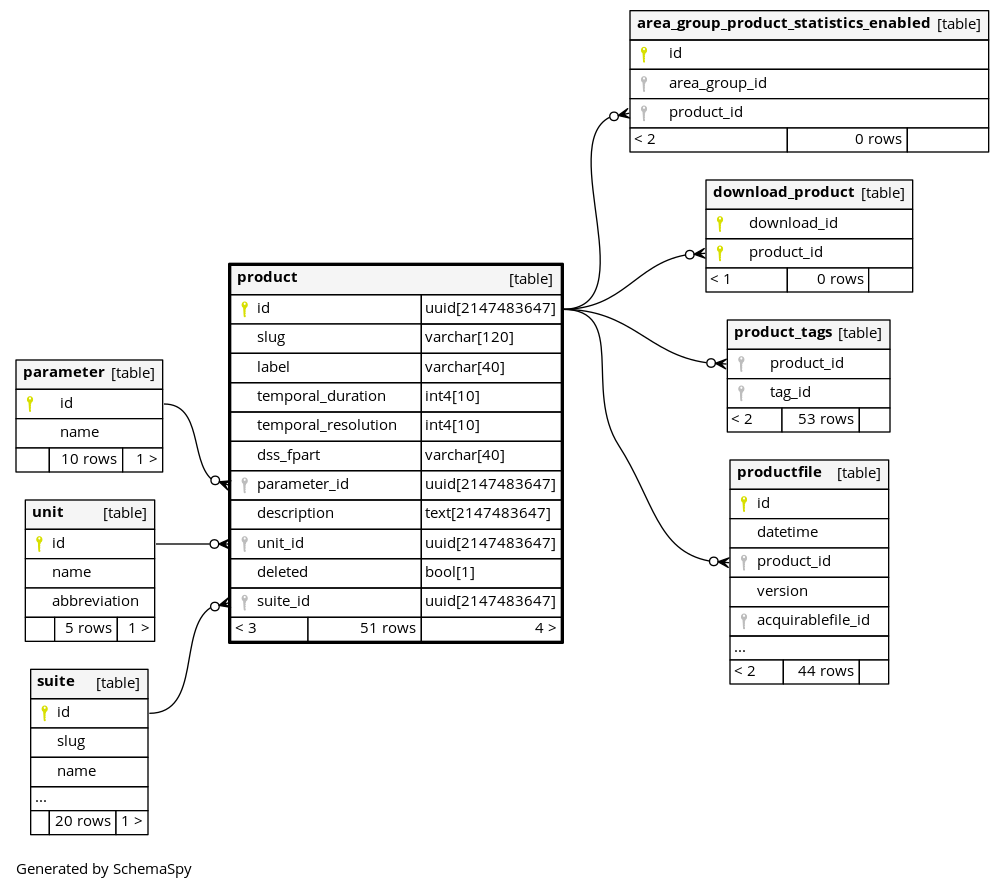 area_group_product_statistics_enabled [table]
id
area_group_id
product_id
< 2 0 rows
download_product [table]
download_id
product_id
< 1 0 rows
product [table]
id uuid[2147483647]
slug varchar[120]
label varchar[40]
temporal_duration int4[10]
temporal_resolution int4[10]
dss_fpart varchar[40]
parameter_id uuid[2147483647]
description text[2147483647]
unit_id uuid[2147483647]
deleted bool[1]
suite_id uuid[2147483647]
< 3 51 rows 4 >
product_tags [table]
product_id
tag_id
< 2 53 rows
parameter [table]
id
name
10 rows 1 >
productfile [table]
id
datetime
product_id
version
acquirablefile_id
...
< 2 44 rows
unit [table]
id
name
abbreviation
5 rows 1 >
suite [table]
id
slug
name
...
20 rows 1 >
Generated by SchemaSpy